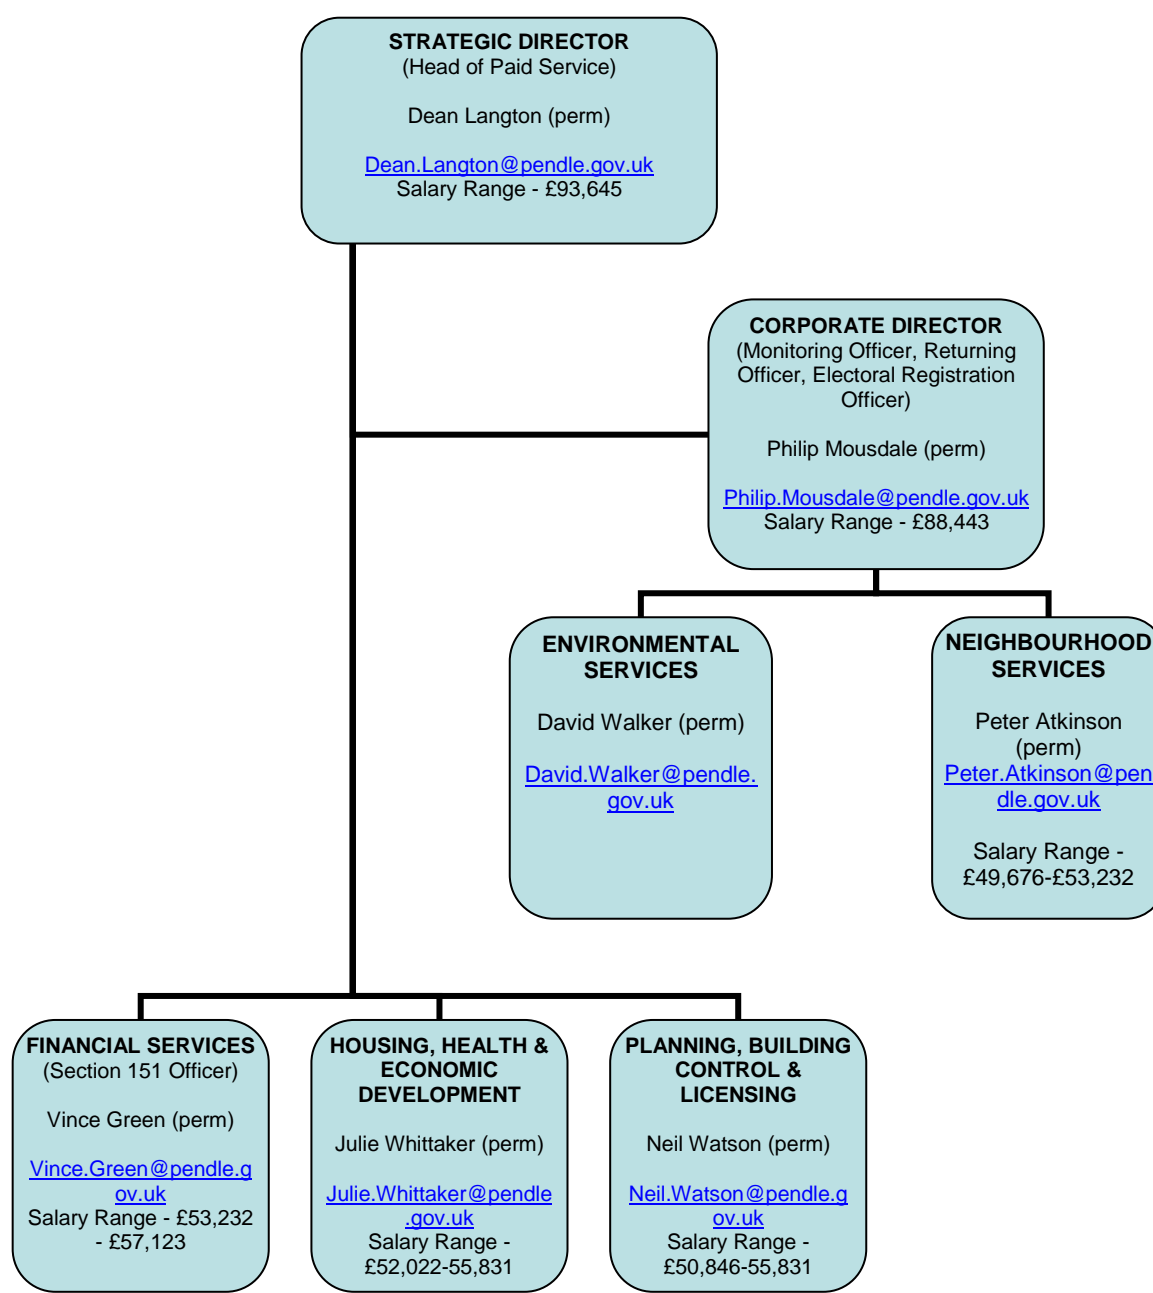 STRATEGIC DIRECTOR
(Head of Paid Service)
Dean Langton (perm)
Dean.Langton@pendle.gov.uk
Salary Range - £93,645
CORPORATE DIRECTOR
(Monitoring Officer, Returning
Officer, Electoral Registration
Officer)
Philip Mousdale (perm)
Philip.Mousdale@pendle.gov.uk
Salary Range - £88,443
ENVIRONMENTAL
SERVICES
David Walker (perm)
David.Walker@pendle.
gov.uk
NEIGHBOURHOOD
SERVICES
Peter Atkinson
(perm)
Peter.Atkinson@pen
dle.gov.uk
Salary Range -
£49,676-£53,232
FINANCIAL SERVICES
(Section 151 Officer)
Vince Green (perm)
Vince.Green@pendle.g
ov.uk
Salary Range - £53,232
- £57,123
HOUSING, HEALTH &
ECONOMIC
DEVELOPMENT
Julie Whittaker (perm)
Julie.Whittaker@pendle
.gov.uk
Salary Range -
£52,022-55,831
PLANNING, BUILDING
CONTROL &
LICENSING
Neil Watson (perm)
Neil.Watson@pendle.g
ov.uk
Salary Range -
£50,846-55,831